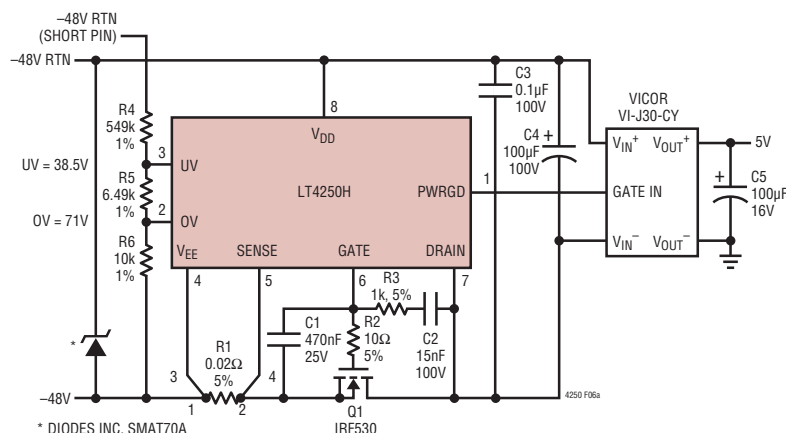 –48V RTN
(SHORT PIN)
–48V RTN
R4
549k
1%
UV = 38.5V
R5
6.49k
1%
OV = 71V
R6
10k
1%
3
2
8
V_DD
UV
LT4250H
PWRGD
OV
V_EE
SENSE
GATE
DRAIN
1
4
5
6
7
C3
0.1µF
100V
C4
+
100µF
100V
VICOR
VI-J30-CY
V_IN+
V_OUT+
GATE IN
V_IN–
V_OUT–
5V
+
C5
100µF
16V
R3
1k, 5%
C1
470nF
25V
R2
10Ω
5%
C2
15nF
100V
R1
0.02Ω
5%
3
4
1
2
*
–48V
Q1
IRF530
4250 F06a
* DIODES INC. SMAT70A